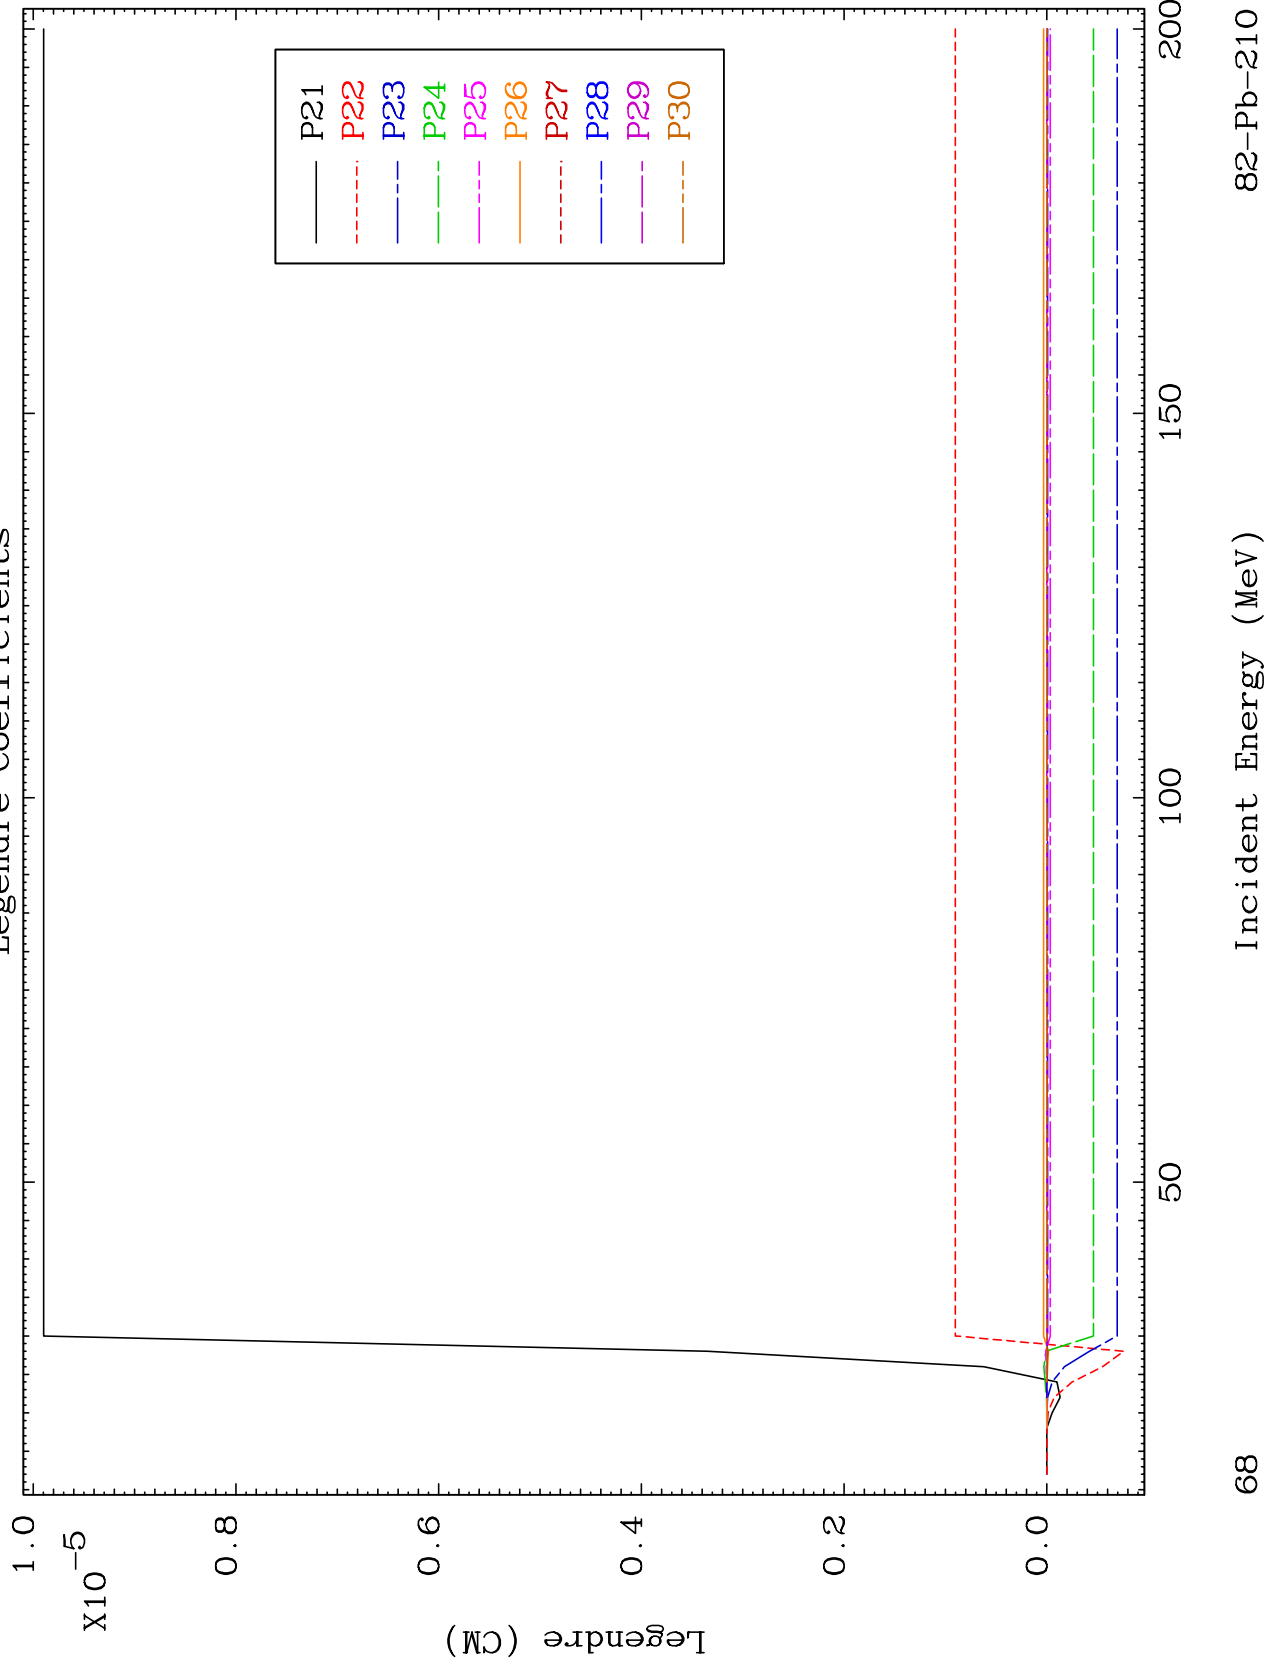 Legendre Coefficients
1.0
0.8
0.6
0.4
0.2
0.0
X10-5
Legendre (CM)
P21
P22
P23
P24
P25
P26
P27
P28
P29
P30
50
100
150
200
68
Incident Energy (MeV)
82-Pb-210